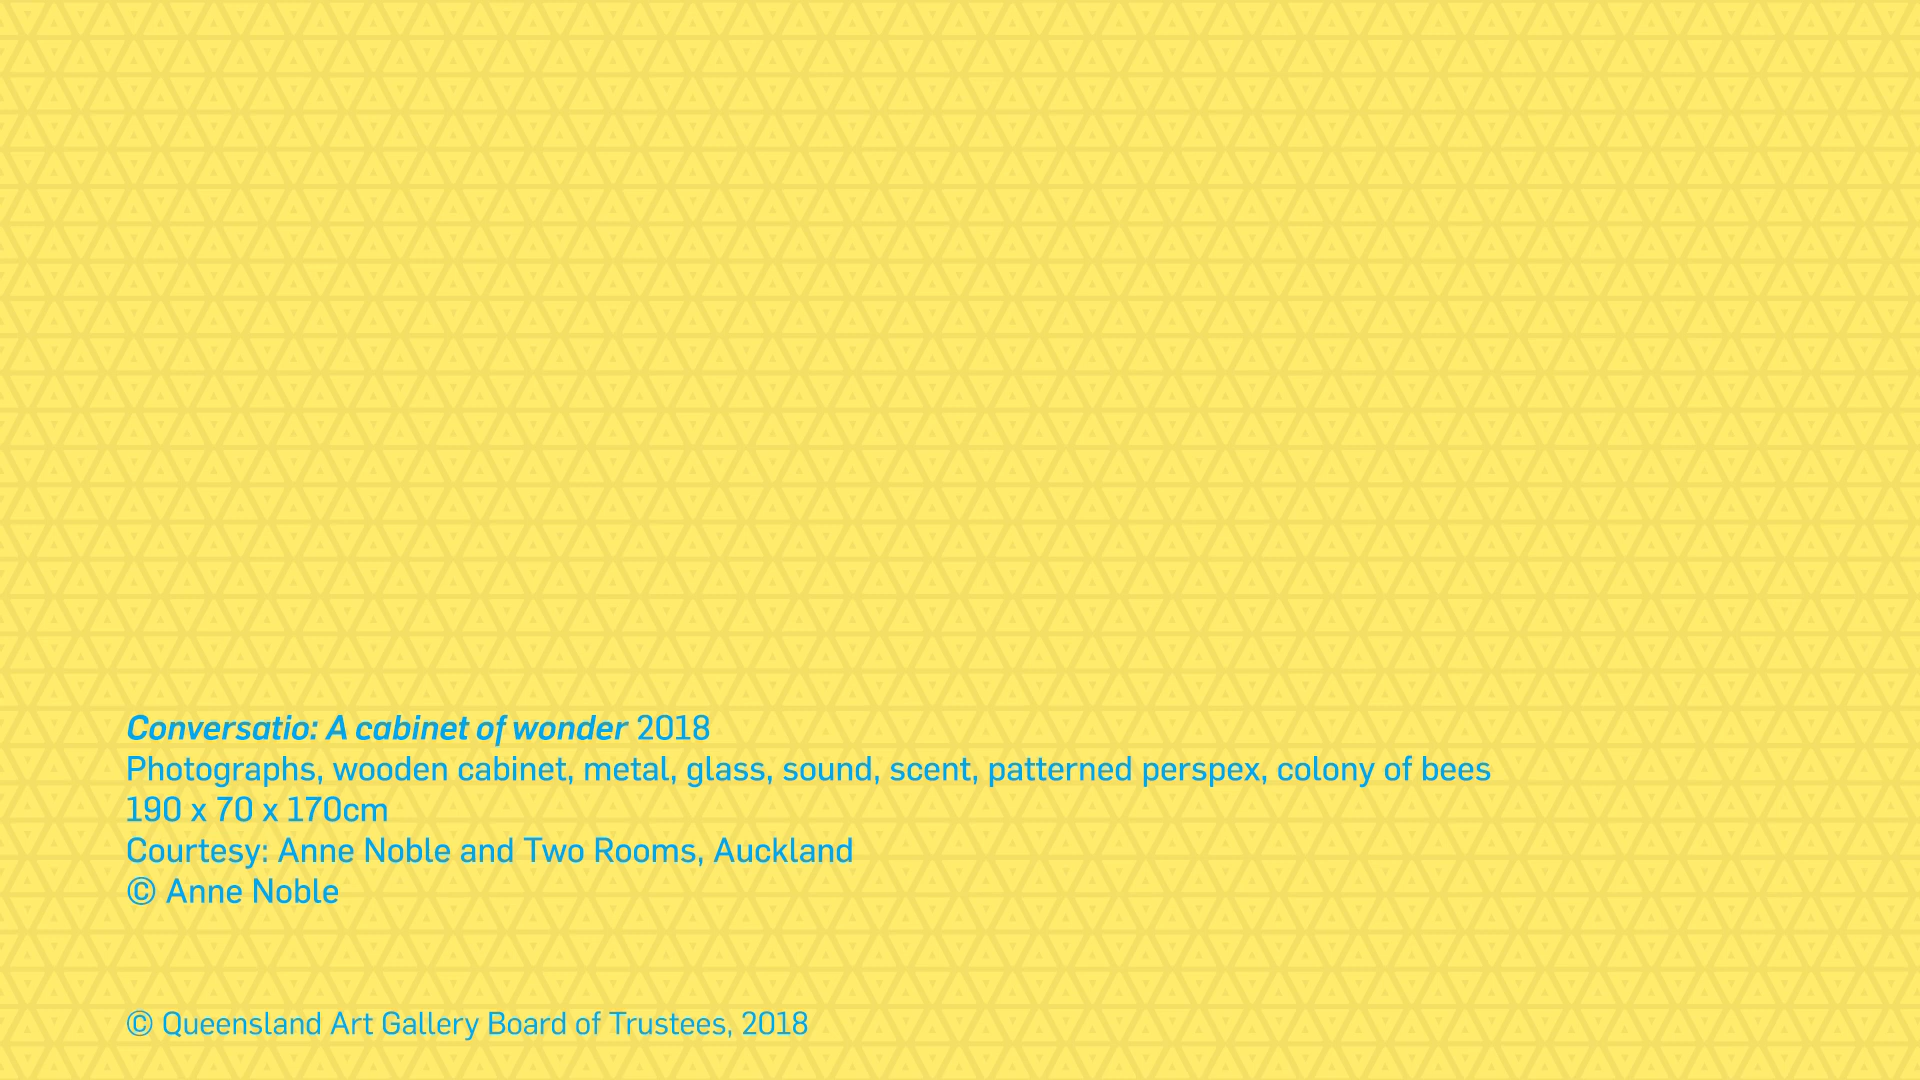 Conversatio: A cabinet of wonder 2018
Photographs, wooden cabinet, metal, glass, sound, scent, patterned perspex, colony of bees
190 x 70 x 170cm
Courtesy: Anne Noble and Two Rooms, Auckland
© Anne Noble
© Queensland Art Gallery Board of Trustees, 2018